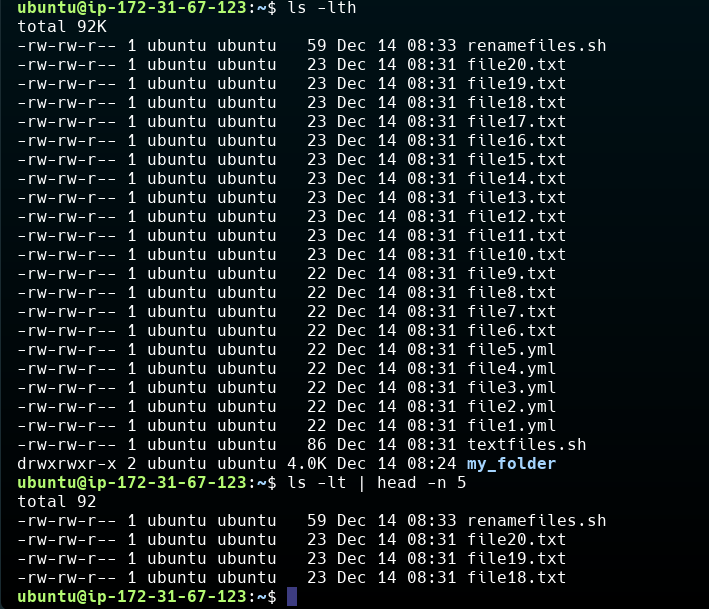 ubuntu@ip-172-31-67-123:~$ ls -lth
total 92K
-rw-rw-r-- 1 ubuntu ubuntu   59 Dec 14 08:33 renamefiles.sh
-rw-rw-r-- 1 ubuntu ubuntu   23 Dec 14 08:31 file20.txt
-rw-rw-r-- 1 ubuntu ubuntu   23 Dec 14 08:31 file19.txt
-rw-rw-r-- 1 ubuntu ubuntu   23 Dec 14 08:31 file18.txt
-rw-rw-r-- 1 ubuntu ubuntu   23 Dec 14 08:31 file17.txt
-rw-rw-r-- 1 ubuntu ubuntu   23 Dec 14 08:31 file16.txt
-rw-rw-r-- 1 ubuntu ubuntu   23 Dec 14 08:31 file15.txt
-rw-rw-r-- 1 ubuntu ubuntu   23 Dec 14 08:31 file14.txt
-rw-rw-r-- 1 ubuntu ubuntu   23 Dec 14 08:31 file13.txt
-rw-rw-r-- 1 ubuntu ubuntu   23 Dec 14 08:31 file12.txt
-rw-rw-r-- 1 ubuntu ubuntu   23 Dec 14 08:31 file11.txt
-rw-rw-r-- 1 ubuntu ubuntu   23 Dec 14 08:31 file10.txt
-rw-rw-r-- 1 ubuntu ubuntu   22 Dec 14 08:31 file9.txt
-rw-rw-r-- 1 ubuntu ubuntu   22 Dec 14 08:31 file8.txt
-rw-rw-r-- 1 ubuntu ubuntu   22 Dec 14 08:31 file7.txt
-rw-rw-r-- 1 ubuntu ubuntu   22 Dec 14 08:31 file6.txt
-rw-rw-r-- 1 ubuntu ubuntu   22 Dec 14 08:31 file5.yml
-rw-rw-r-- 1 ubuntu ubuntu   22 Dec 14 08:31 file4.yml
-rw-rw-r-- 1 ubuntu ubuntu   22 Dec 14 08:31 file3.yml
-rw-rw-r-- 1 ubuntu ubuntu   22 Dec 14 08:31 file2.yml
-rw-rw-r-- 1 ubuntu ubuntu   22 Dec 14 08:31 file1.yml
-rw-rw-r-- 1 ubuntu ubuntu   86 Dec 14 08:31 textfiles.sh
drwxrwxr-x 2 ubuntu ubuntu 4.0K Dec 14 08:24 my_folder
ubuntu@ip-172-31-67-123:~$ ls -lt | head -n 5
total 92
-rw-rw-r-- 1 ubuntu ubuntu   59 Dec 14 08:33 renamefiles.sh
-rw-rw-r-- 1 ubuntu ubuntu   23 Dec 14 08:31 file20.txt
-rw-rw-r-- 1 ubuntu ubuntu   23 Dec 14 08:31 file19.txt
-rw-rw-r-- 1 ubuntu ubuntu   23 Dec 14 08:31 file18.txt
ubuntu@ip-172-31-67-123:~$